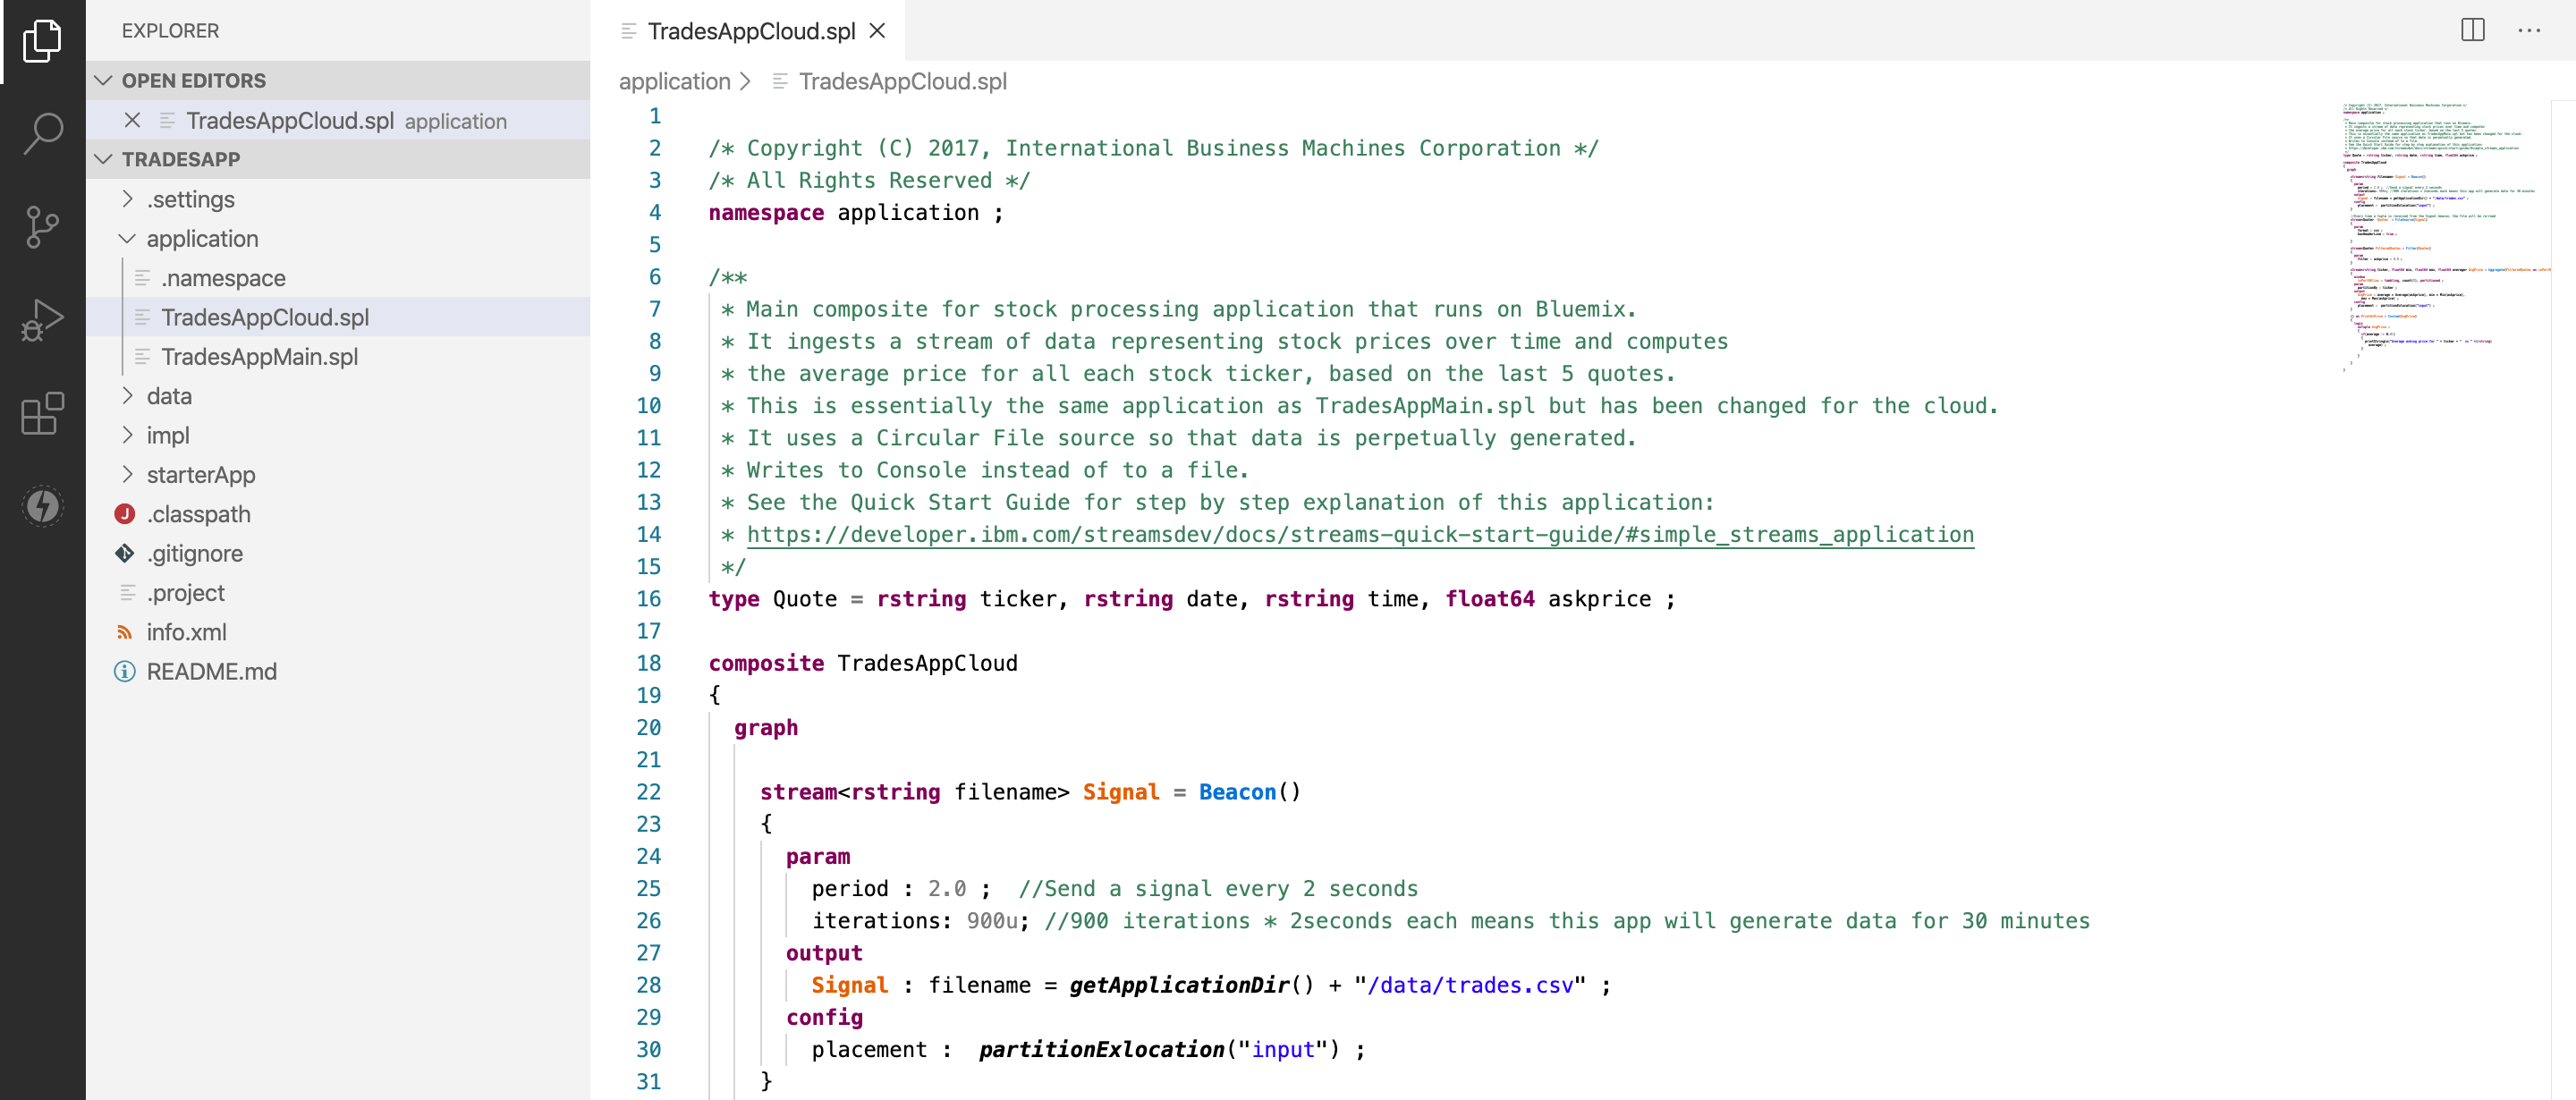 EXPLORER
OPEN EDITORS
TradesAppCloud.spl application
TRADESAPP
.settings
application
.namespace
TradesAppCloud.spl
TradesAppMain.spl
data
impl
starterApp
.classpath
.gitignore
.project
info.xml
README.md
TradesAppCloud.spl
application > TradesAppCloud.spl
1
2 /* Copyright (C) 2017, International Business Machines Corporation */
3 /* All Rights Reserved */
4 namespace application ;
5
6 /**
7 * Main composite for stock processing application that runs on Bluemix.
8 * It ingests a stream of data representing stock prices over time and computes
9 * the average price for all each stock ticker, based on the last 5 quotes.
10 * This is essentially the same application as TradesAppMain.spl but has been changed for the cloud.
11 * It uses a Circular File source so that data is perpetually generated.
12 * Writes to Console instead of to a file.
13 * See the Quick Start Guide for step by step explanation of this application:
14 * https://developer.ibm.com/streamsdev/docs/streams-quick-start-guide/#simple_streams_application
15 */
16 type Quote = rstring ticker, rstring date, rstring time, float64 askprice ;
17
18 composite TradesAppCloud
19 {
20 graph
21
22 stream<rstring filename> Signal = Beacon()
23 {
24 param
25 period : 2.0 ; //Send a signal every 2 seconds
26 iterations: 900u; //900 iterations * 2seconds each means this app will generate data for 30 minutes
27 output
28 Signal : filename = getApplicationDir() + "/data/trades.csv" ;
29 config
30 placement : partitionExlocation("input") ;
31 }